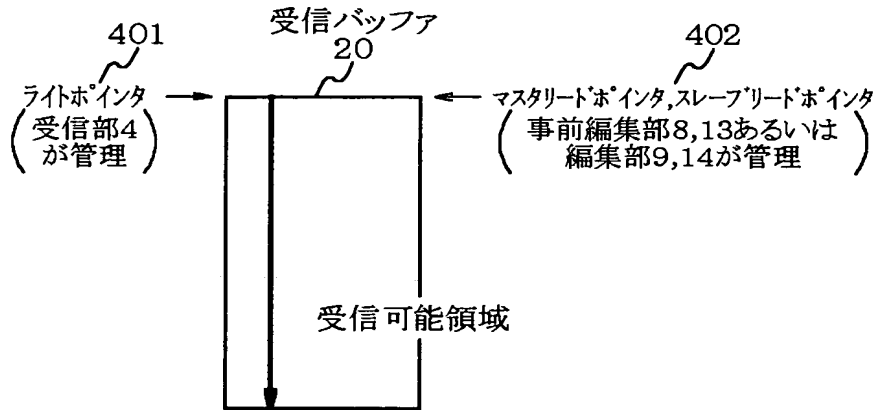 401
受信バッファ
20
402
ライトポインタ
(受信部4
が管理)
マスタリードポインタ,スレーブリードポインタ
(事前編集部8,13あるいは
編集部9,14が管理)
受信可能領域